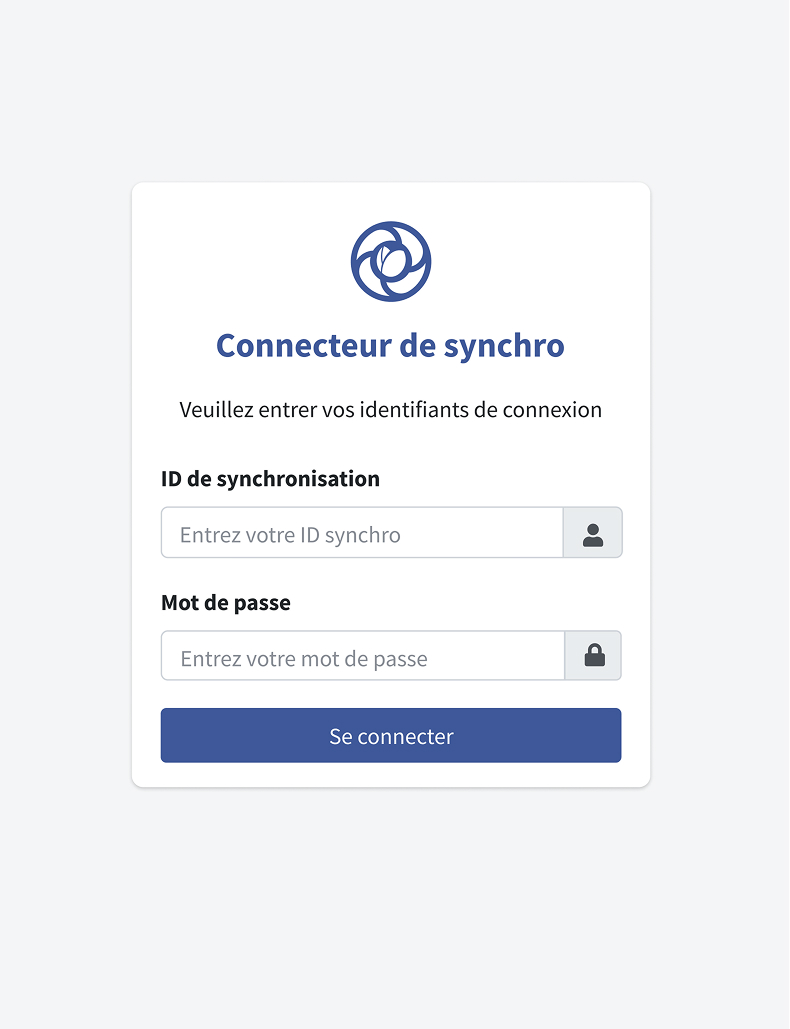 Connecteur de synchro
Veuillez entrer vos identifiants de connexion
ID de synchronisation
Entrez votre ID synchro
Mot de passe
Entrez votre mot de passe
Se connecter